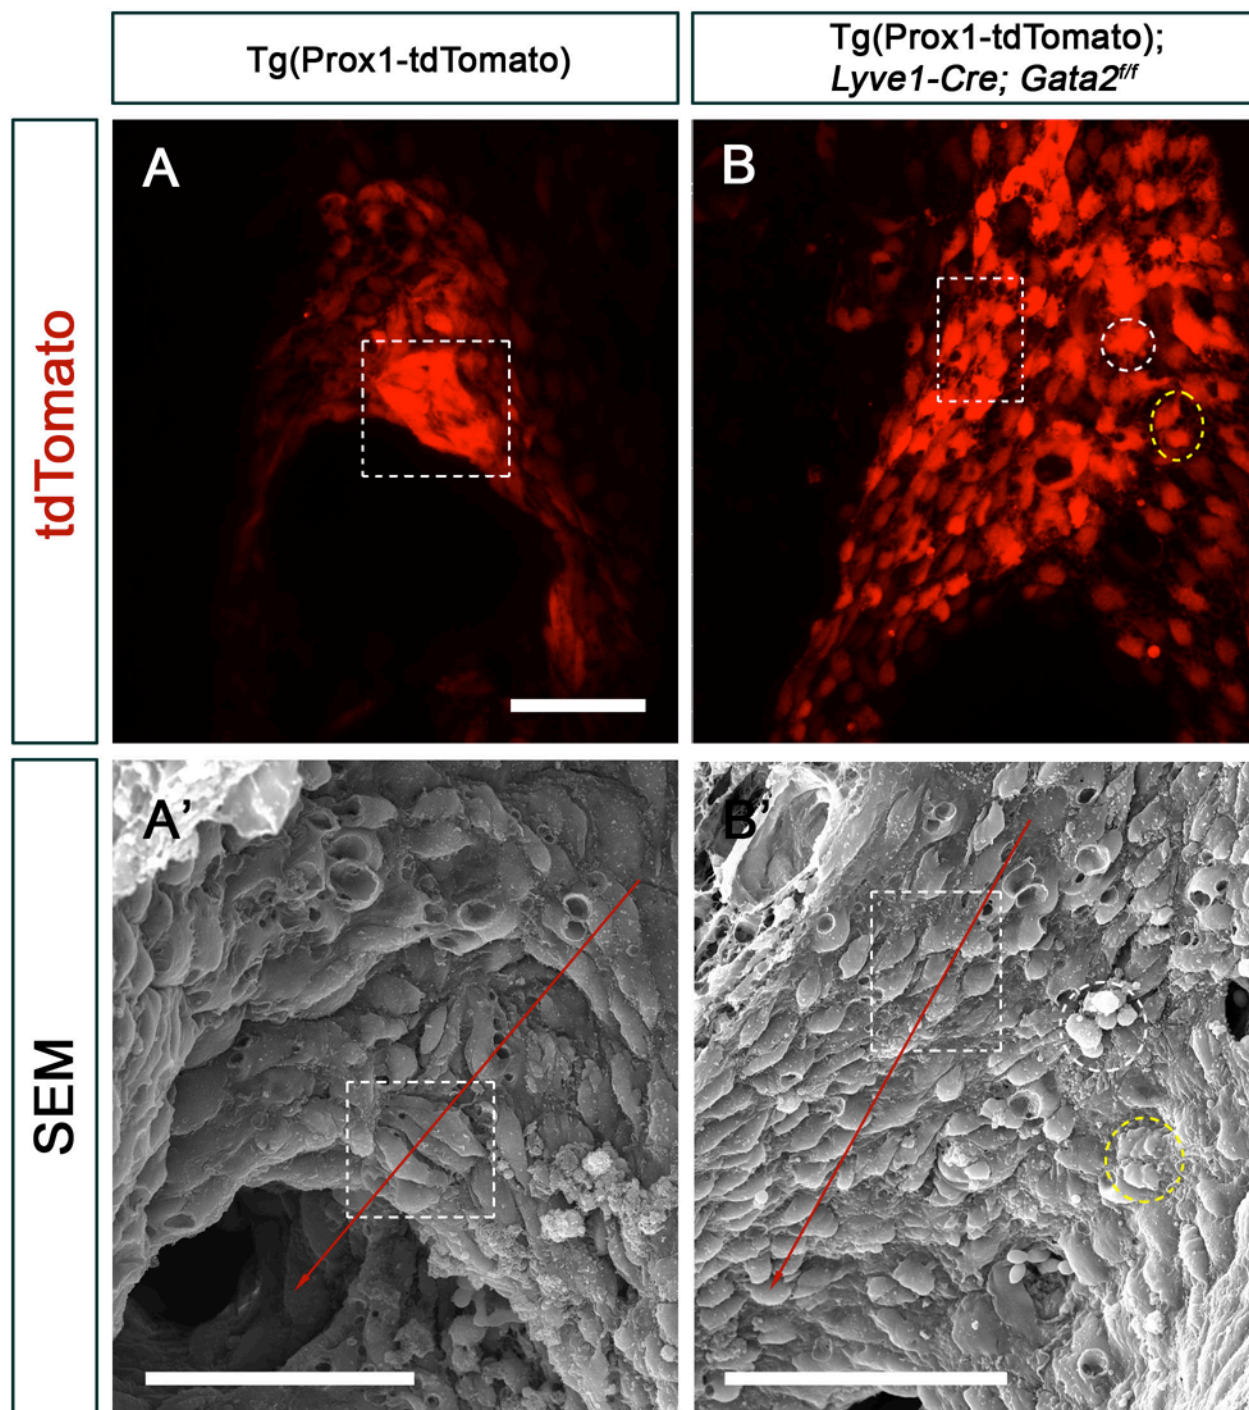 Tg(Prox1-tdTomato)
Tg(Prox1-tdTomato);
Lyve1-Cre; Gata2f/f
tdTomato
A
B
SEM
A’
B’